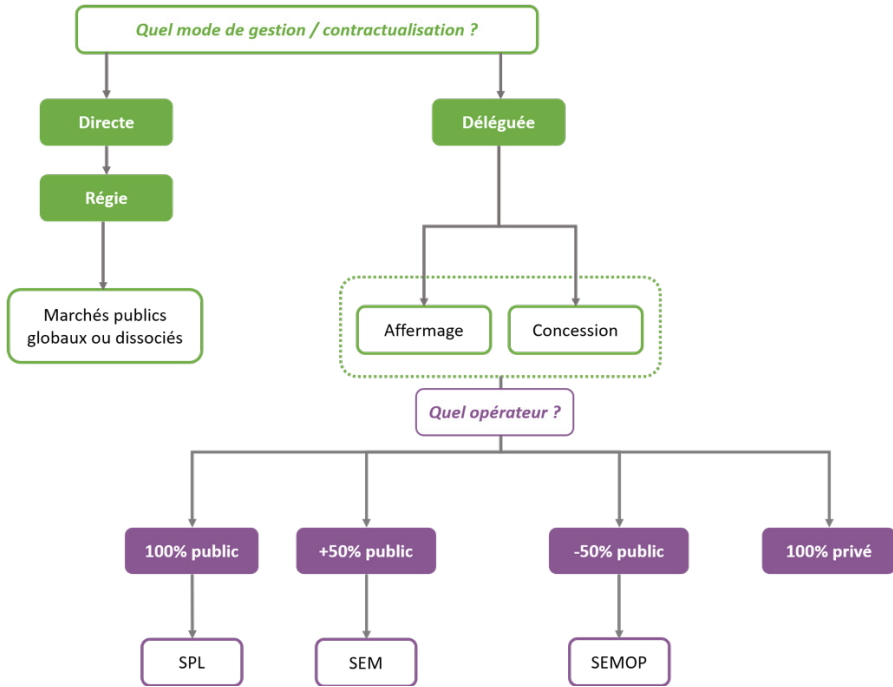 Quel mode de gestion / contractualisation ?
Directe
Déléguée
Régie
Marchés publics
globaux ou dissociés
Affermage
Concession
Quel opérateur ?
100% public
+50% public
-50% public
100% privé
SPL
SEM
SEMOP